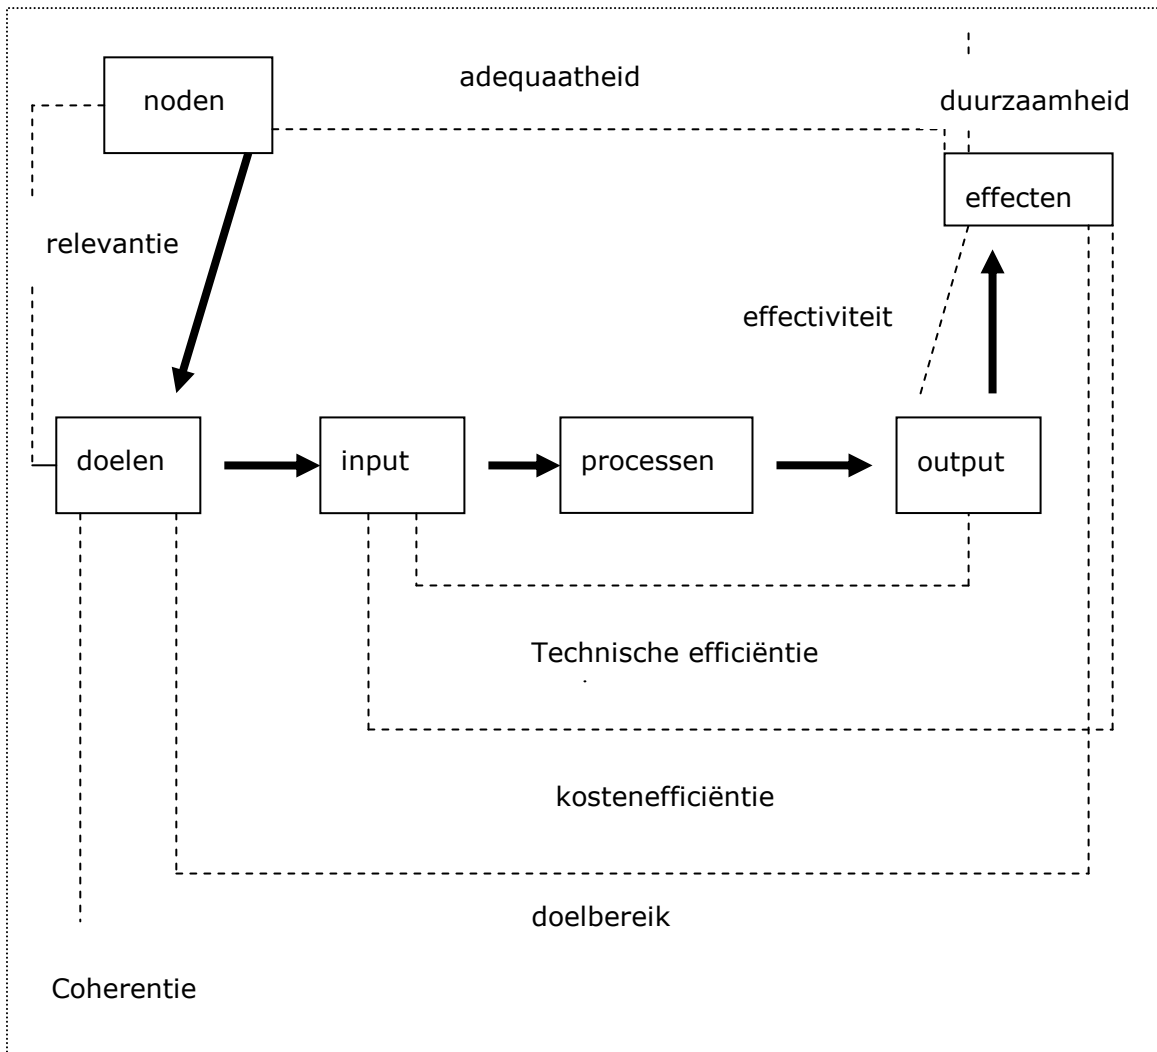 adequaatheid
noden
duurzaamheid
effecten
relevantie
effectiviteit
doelen
input
processen
output
Technische efficiëntie
kostenefficiëntie
doelbereik
Coherentie